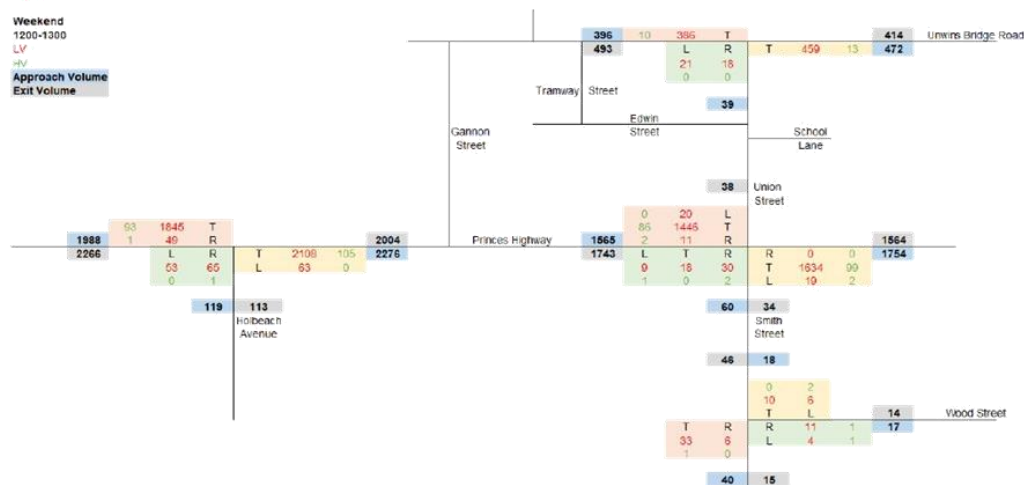 Weekend
1200-1300
LV
HV
Approach Volume
Exit Volume
396 10 366 T 414 Unwins Bridge Road
493 L R T 459 13 472
21 18
0 0
Tramway Street
39
Edwin
Street
Gannon
Street
School
Lane
38 Union
Street
0 20 L
93 1845 T 86 1446 T
1988 1 49 R 2004 Princes Highway 1565 2 11 R 1564
2266 L R T 2108 105 2276 1743 L T R R 0 0 1754
53 65 L 63 0 9 18 30 T 1634 99
0 1 1 0 2 L 19 2
119 113 60 34
Holbeach
Avenue
Smith
Street
46 18
0 2
10 6
T L 14 Wood Street
T R R 11 1 17
33 6 L 4 1
1 0
40 15